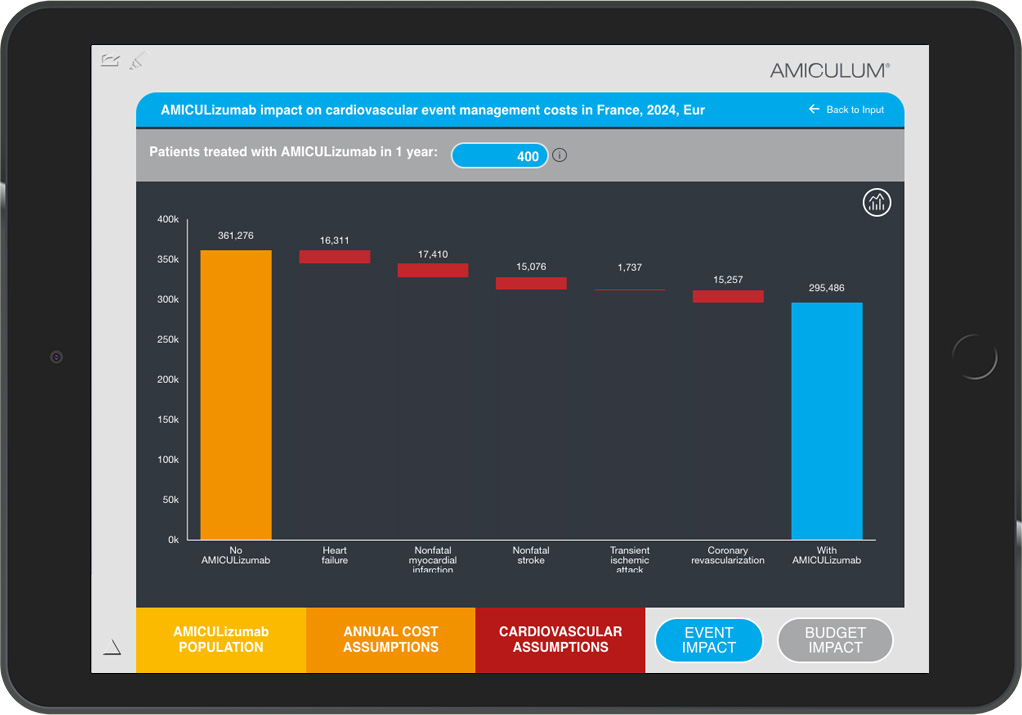 AMICULUM®
AMICULizumab impact on cardiovascular event management costs in France, 2024, Eur
Back to Input
Patients treated with AMICULizumab in 1 year:
400
400k
350k
300k
250k
200k
150k
100k
50k
0k
361,276
16,311
17,410
15,076
1,737
15,257
295,486
No
AMICULizumab
Heart
failure
Nonfatal
myocardial
infarction
Nonfatal
stroke
Transient
ischemic
attack
Coronary
revascularization
With
AMICULizumab
AMICULizumab
POPULATION
ANNUAL COST
ASSUMPTIONS
CARDIOVASCULAR
ASSUMPTIONS
EVENT
IMPACT
BUDGET
IMPACT